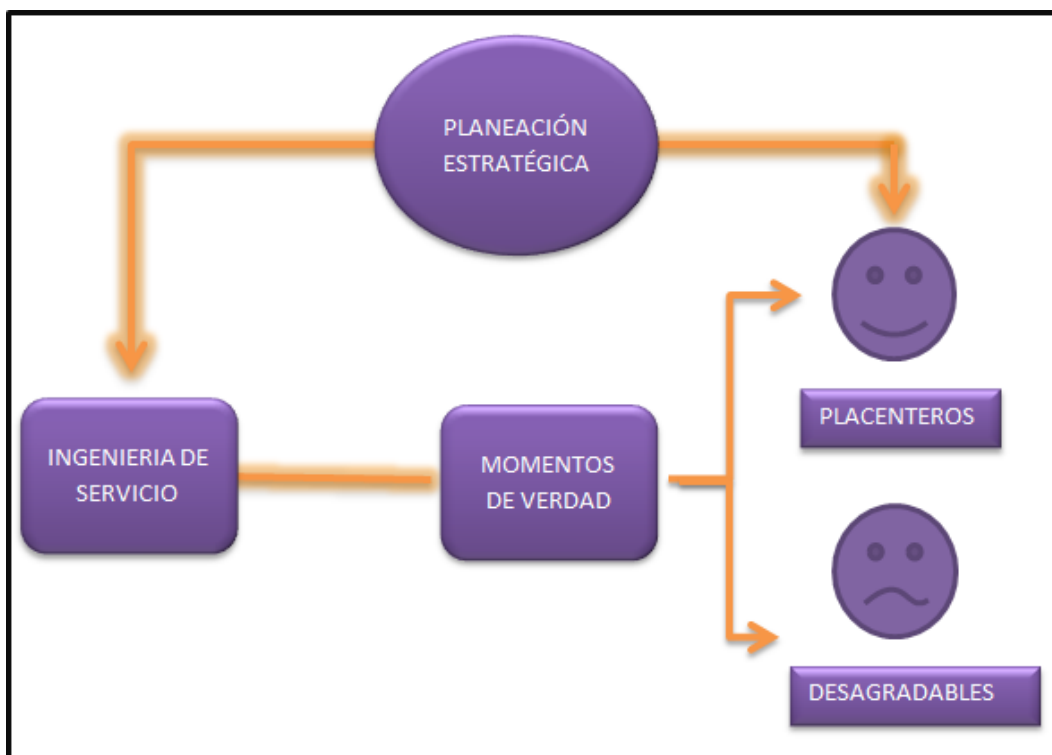 PLANEACIÓN
ESTRATÉGICA
INGENIERIA DE
SERVICIO
MOMENTOS
DE VERDAD
PLACENTEROS
DESAGRADABLES